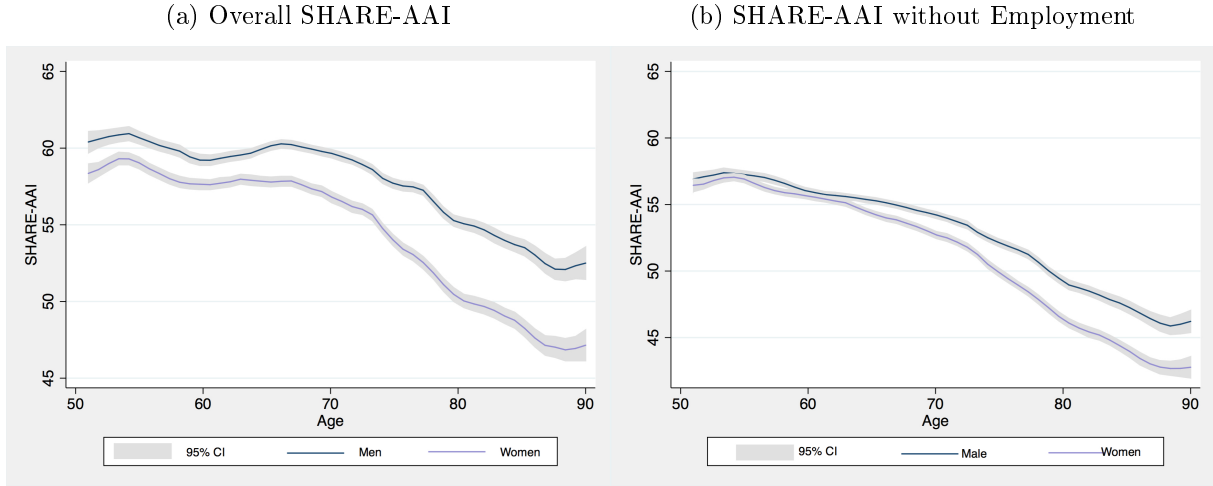 (a) Overall SHARE-AAI
(b) SHARE-AAI without Employment
65
60
55
50
45
SHARE-AAI
50 60 70 80 90
Age
95% CI Men Women
65
60
55
50
45
SHARE-AAI
50 60 70 80 90
Age
95% CI Male Women